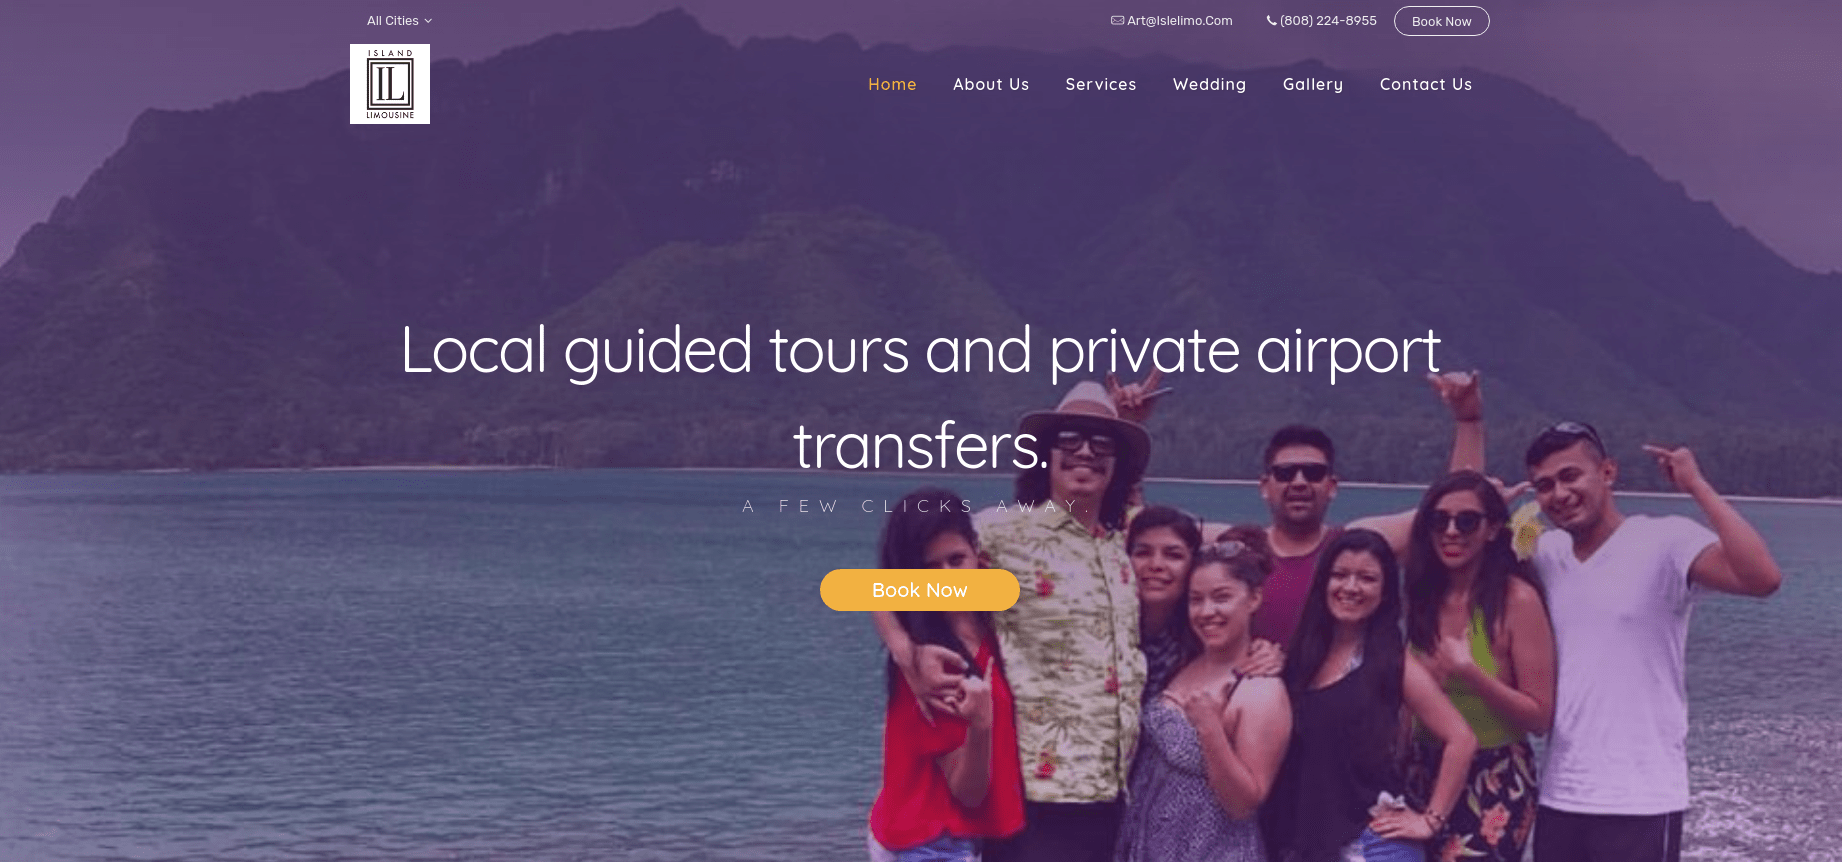 All Cities
Art@Islelimo.Com
(808) 224-8955
Book Now
ISLAND
IL
LIMOUSINE
Home
About Us
Services
Wedding
Gallery
Contact Us
Local guided tours and private airport
transfers.
A FEW CLICKS AWAY.
Book Now